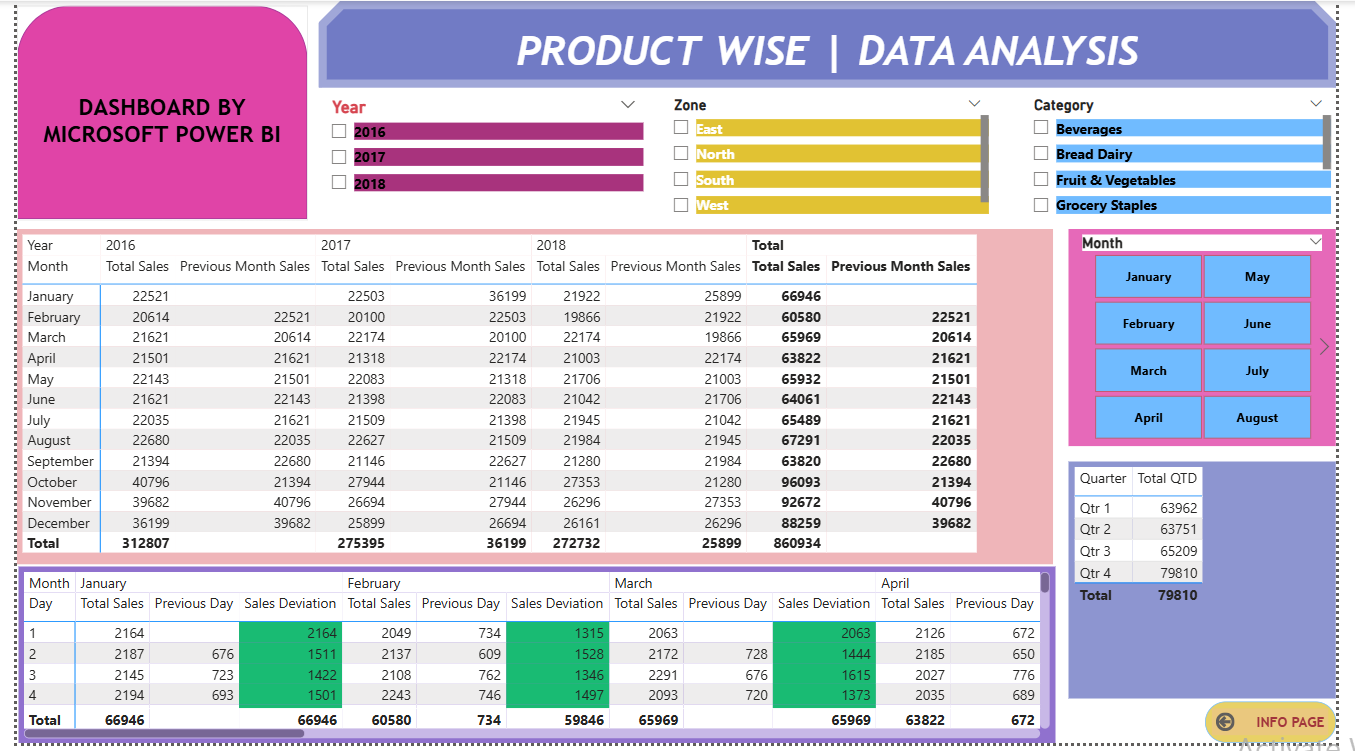 DASHBOARD BY
MICROSOFT POWER BI
PRODUCT WISE | DATA ANALYSIS
Year
2016
2017
2018
Zone
East
North
South
West
Category
Beverages
Bread Dairy
Fruit & Vegetables
Grocery Staples
Year 2016 2017 2018 Total
Month Total Sales Previous Month Sales Total Sales Previous Month Sales Total Sales Previous Month Sales Total Sales Previous Month Sales
January 22521 22503 36199 21922 25899 66946
February 20614 22521 20100 22503 19866 21922 60580 22521
March 21621 20614 22174 20100 22174 19866 65969 20614
April 21501 21621 21318 22174 21003 22174 63822 21621
May 22143 21501 22083 21318 21706 21003 65932 21501
June 21621 22143 21398 22083 21042 21706 64061 22143
July 22035 21621 21509 21398 21945 21042 65489 21621
August 22680 22035 22627 21509 21984 21945 67291 22035
September 21394 22680 21146 22627 21280 21984 63820 22680
October 40796 21394 27944 21146 27353 21280 96093 21394
November 39682 40796 26694 27944 26296 27353 92672 40796
December 36199 39682 25899 26694 26161 26296 88259 39682
Total 312807 275395 36199 272732 25899 860934
Month
January May
February June
March July
April August
Quarter Total QTD
Qtr 1 63962
Qtr 2 63751
Qtr 3 65209
Qtr 4 79810
Total 79810
Month January February March April
Day Total Sales Previous Day Sales Deviation Total Sales Previous Day Sales Deviation Total Sales Previous Day Sales Deviation Total Sales Previous Day
1 2164 2164 2049 734 1315 2063 2063 2126 672
2 2187 676 1511 2137 609 1528 2172 728 1444 2185 650
3 2145 723 1422 2108 762 1346 2291 676 1615 2027 776
4 2194 693 1501 2243 746 1497 2093 720 1373 2035 689
Total 66946 66946 60580 734 59846 65969 65969 63822 672
INFO PAGE